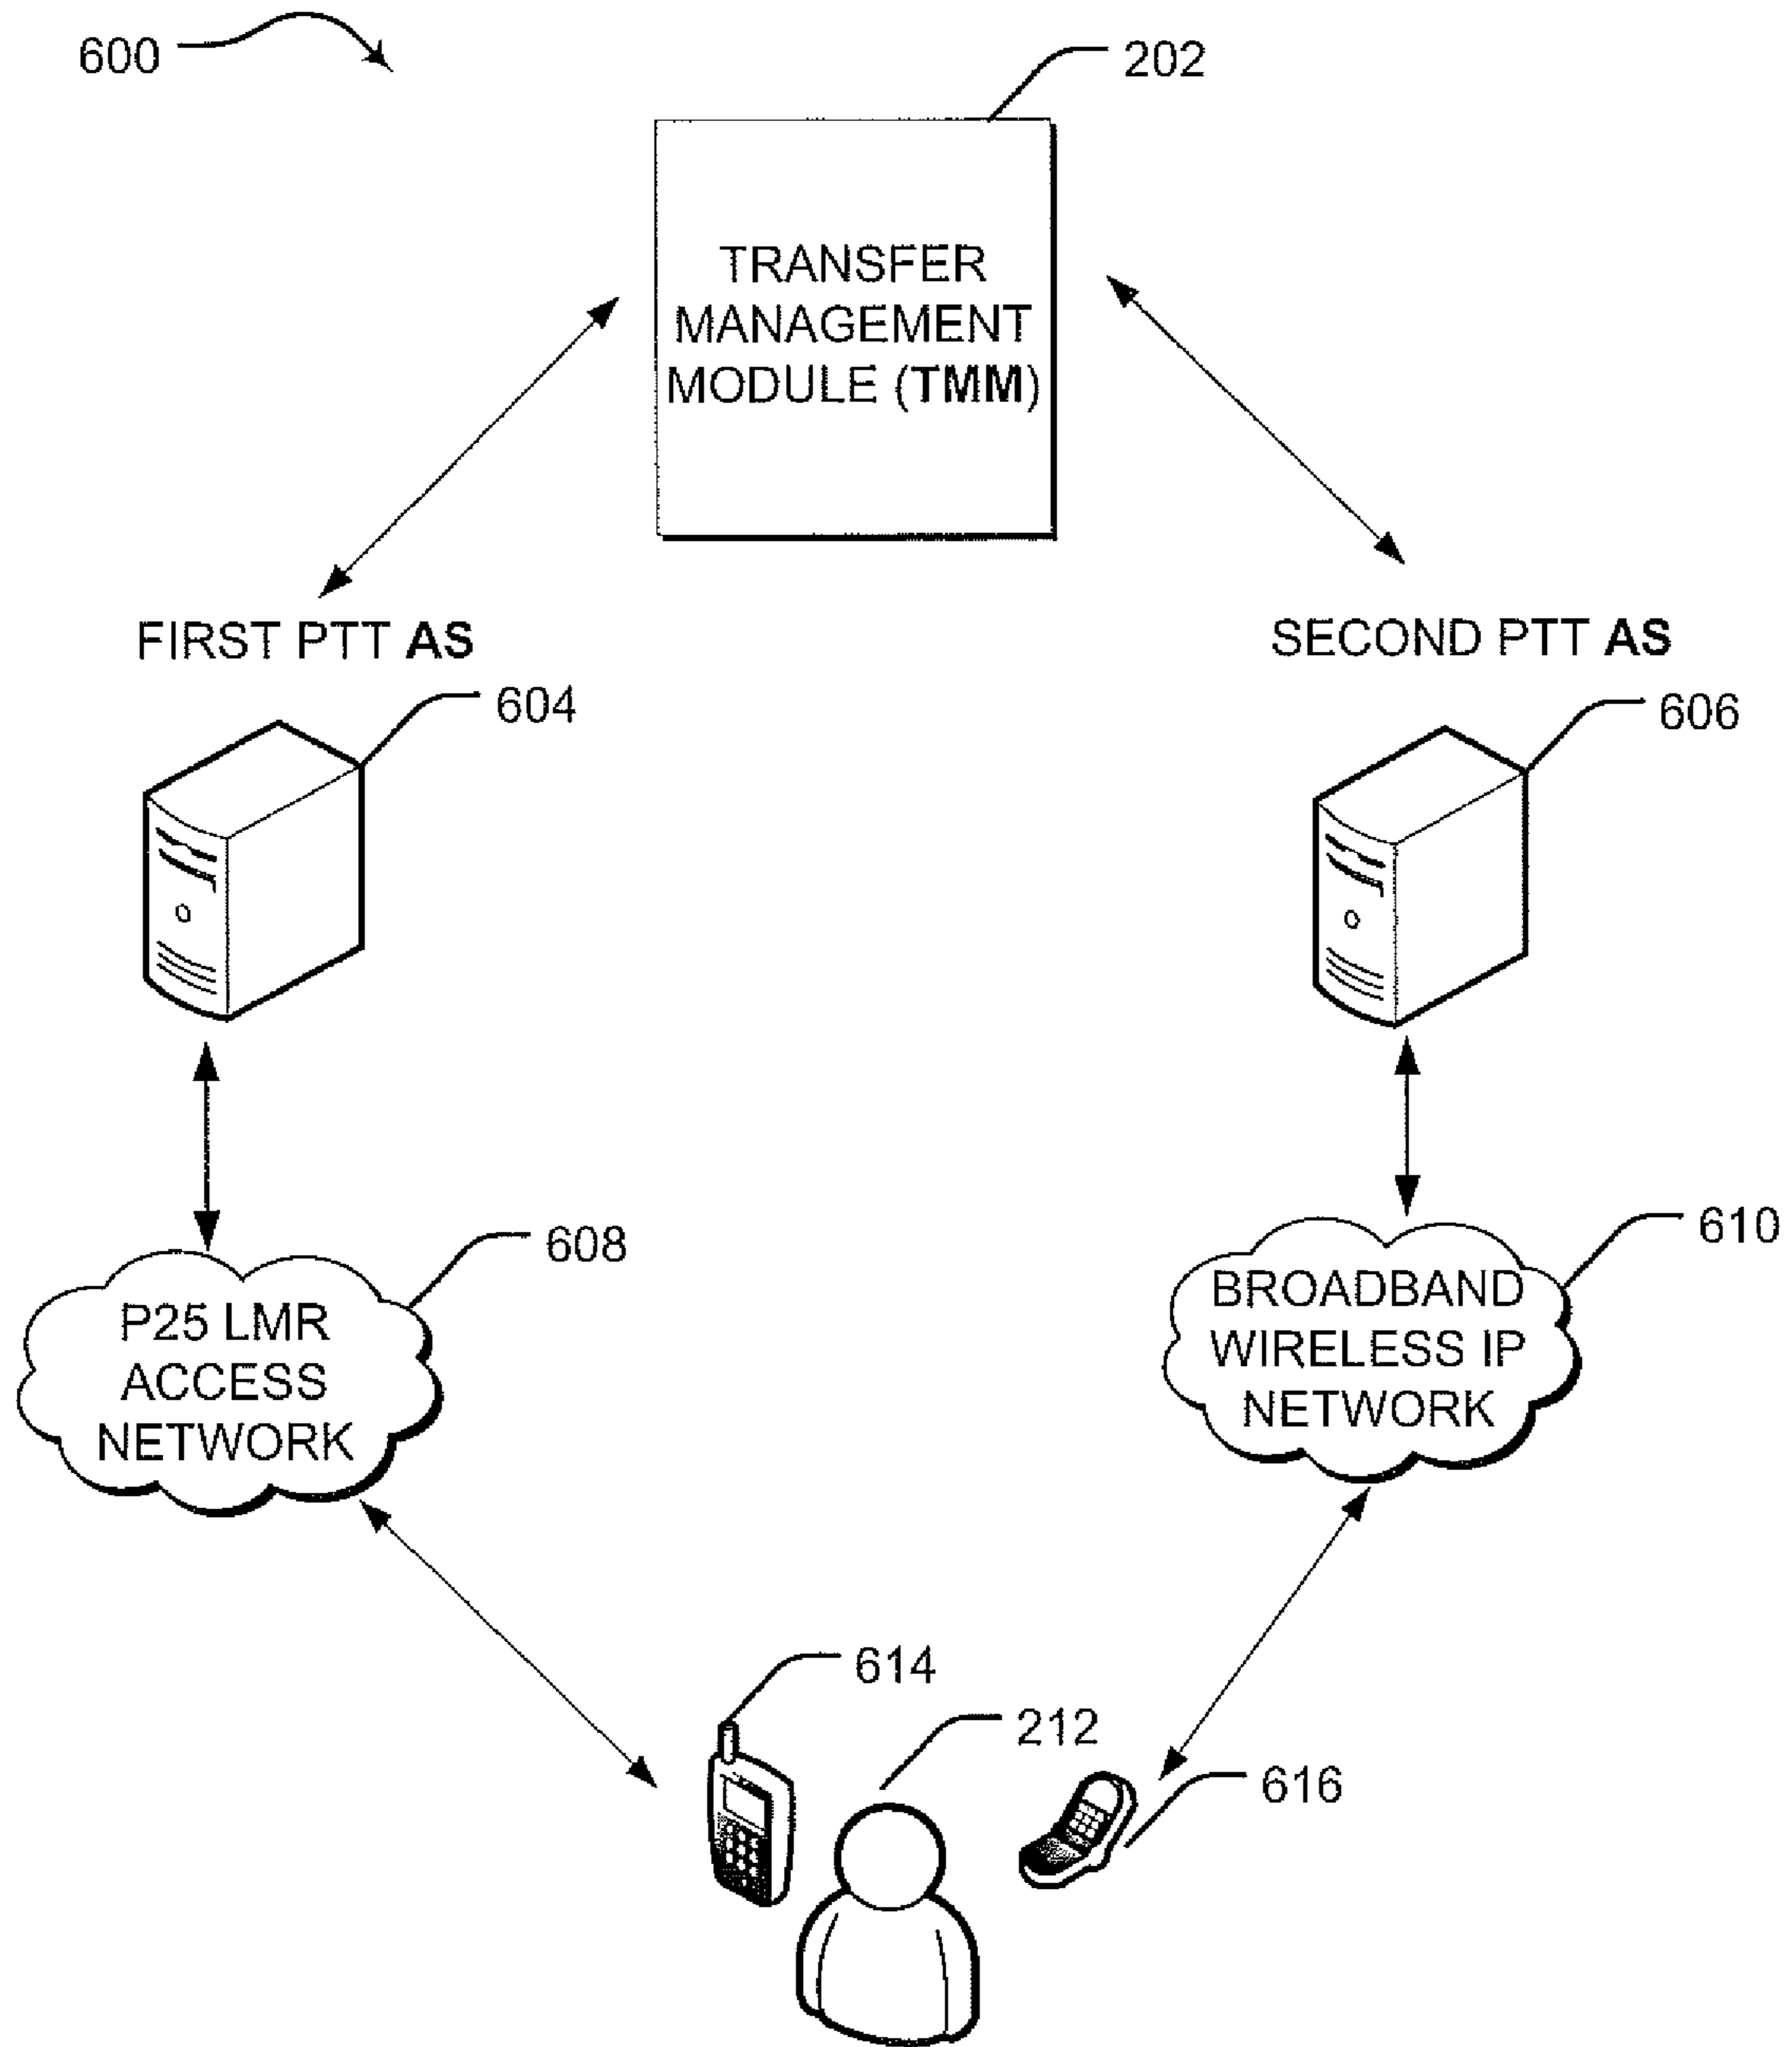 600
202
TRANSFER
MANAGEMENT
MODULE (TMM)
FIRST PTT AS
SECOND PTT AS
604
606
608
610
P25 LMR
ACCESS
NETWORK
BROADBAND
WIRELESS IP
NETWORK
614
212
616